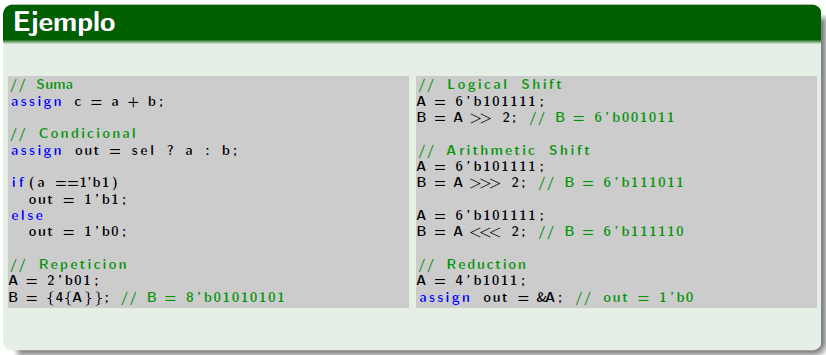 Ejemplo
// Suma
assign c = a + b;
// Condicional
assign out = sel ? a : b;
if(a ==1'b1)
out = 1'b1;
else
out = 1'b0;
// Repeticion
A = 2'b01;
B = {4{A}}; // B = 8'b01010101
// Logical Shift
A = 6'b101111;
B = A >> 2; // B = 6'b001011
// Arithmetic Shift
A = 6'b101111;
B = A >>> 2; // B = 6'b111011
A = 6'b101111;
B = A <<< 2; // B = 6'b111110
// Reduction
A = 4'b1011;
assign out = &A; // out = 1'b0